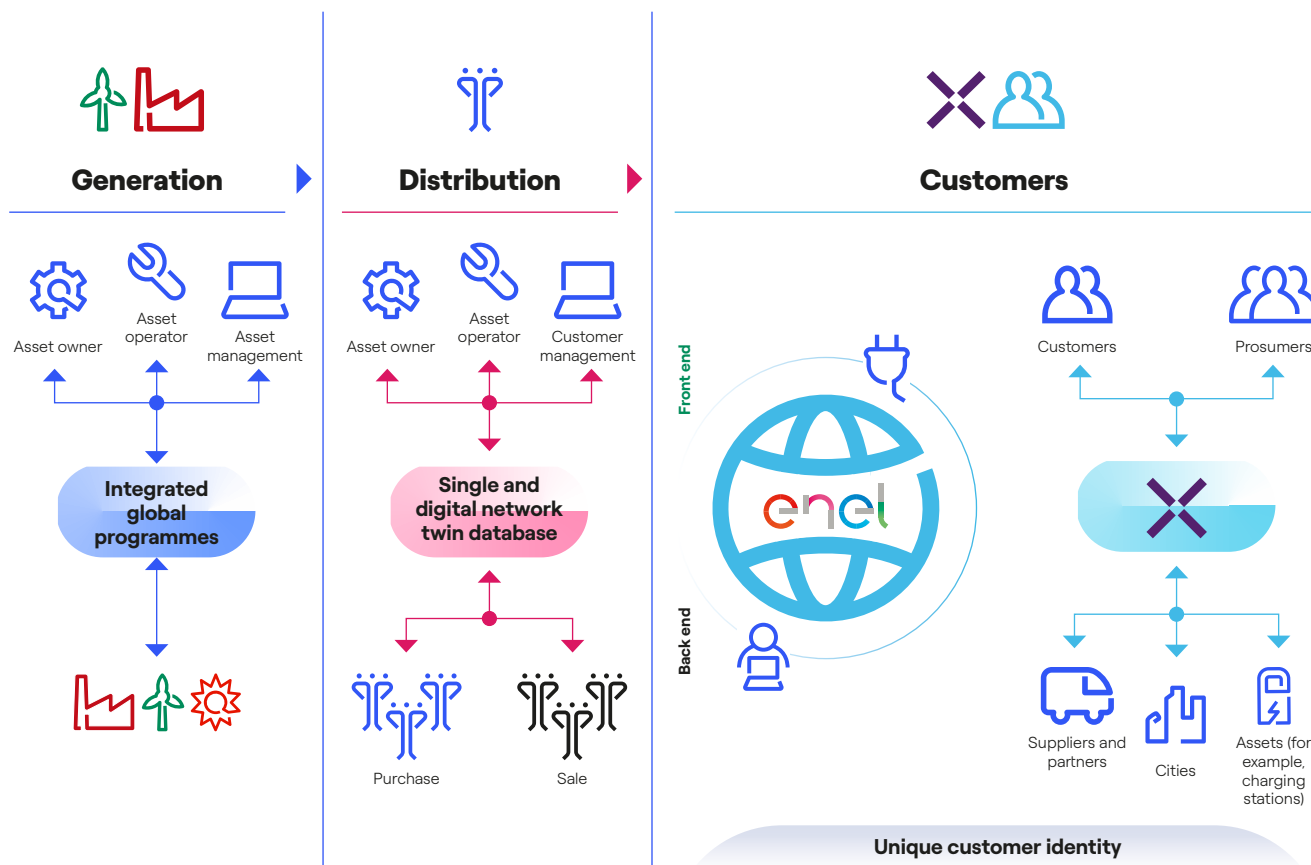 Generation
Distribution
Customers
Asset owner
Asset
operator
Asset
management
Integrated
global
programmes
Asset owner
Asset
operator
Customer
management
Single and
digital network
twin database
Purchase
Sale
Front end
Back end
enel
Customers
Prosumers
Suppliers and
partners
Cities
Assets (for
example,
charging
stations)
Unique customer identity